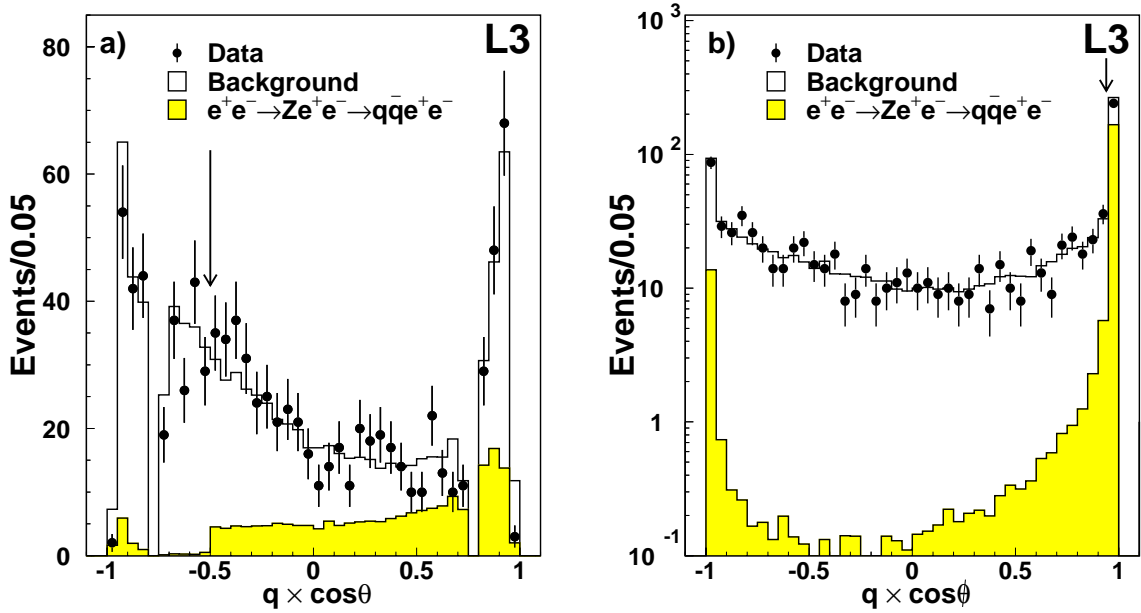 a)
L3
Data
Background
e⁺e⁻→Ze⁺e⁻→qq̄e⁺e⁻
80
60
40
20
0
Events/0.05
-1
-0.5
0
0.5
1
q × cosθ
b)
L3
Data
Background
e⁺e⁻→Ze⁺e⁻→qq̄e⁺e⁻
10³
10²
10
1
10⁻¹
Events/0.05
-1
-0.5
0
0.5
1
q × cosϕ